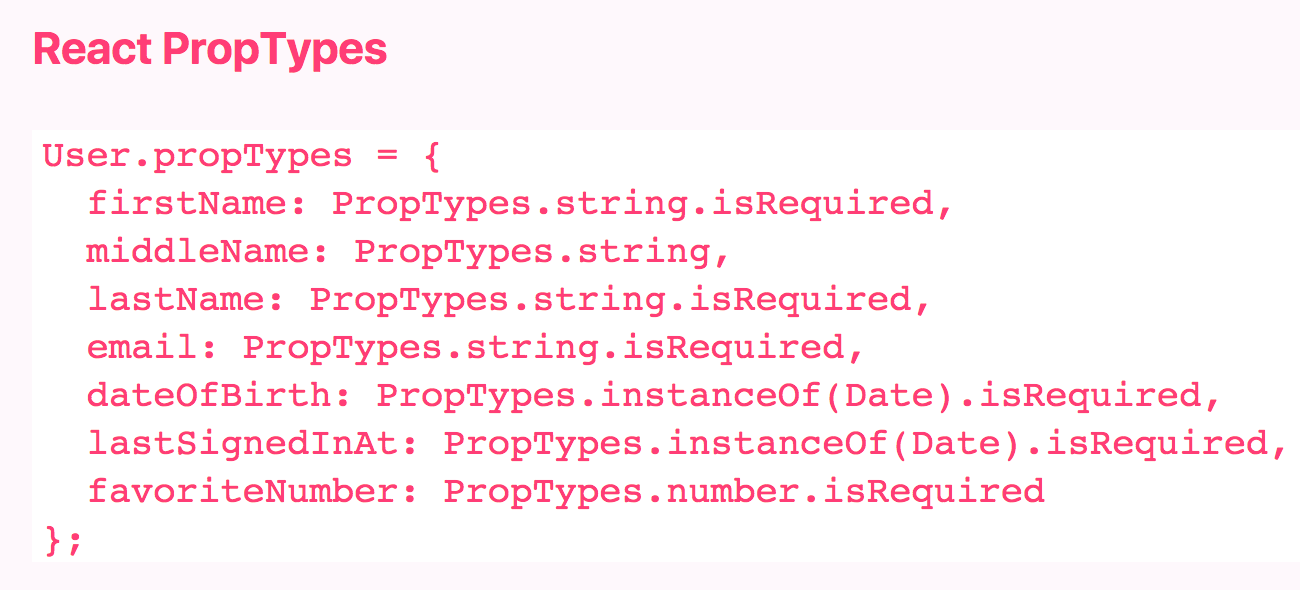 React PropTypes
User.propTypes = {
  firstName: PropTypes.string.isRequired,
  middleName: PropTypes.string,
  lastName: PropTypes.string.isRequired,
  email: PropTypes.string.isRequired,
  dateOfBirth: PropTypes.instanceOf(Date).isRequired,
  lastSignedInAt: PropTypes.instanceOf(Date).isRequired,
  favoriteNumber: PropTypes.number.isRequired
};